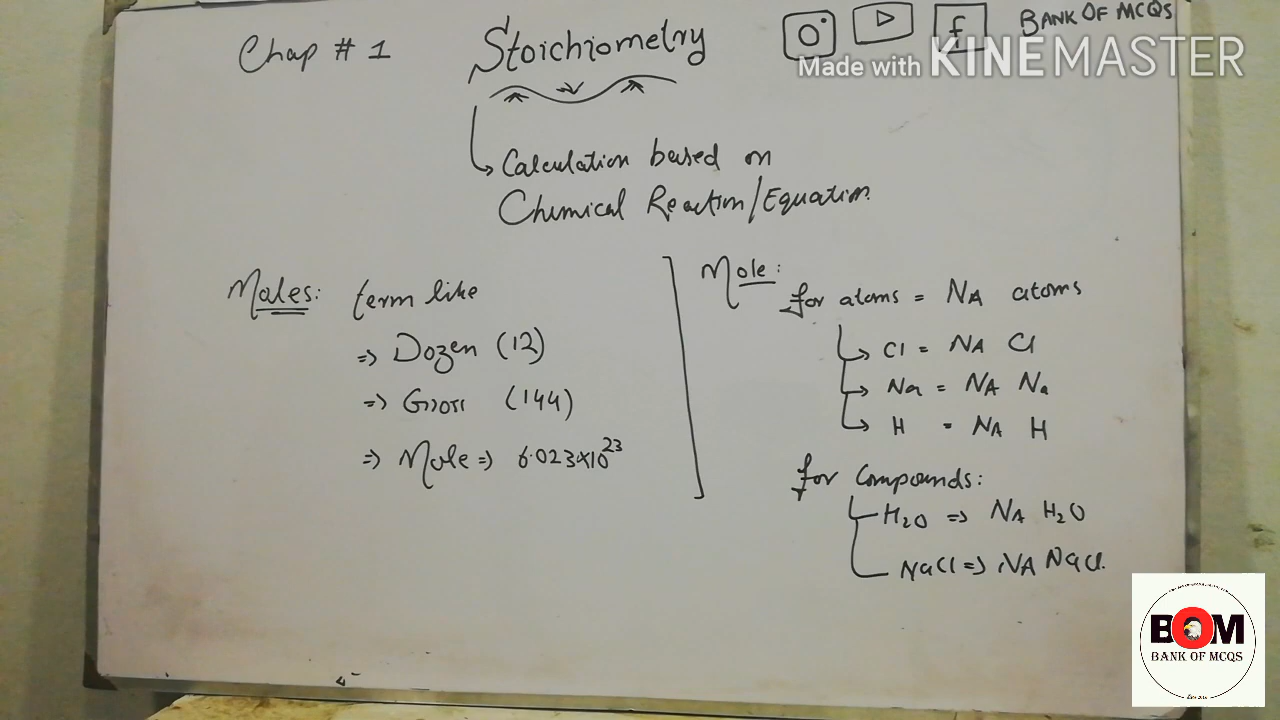 Chap # 1
Stoichiometry
BANK OF MCQS
Made with KINEMASTER
Calculation based on
Chemical Reaction/Equation.
Moles: term like
=> Dozen (12)
=> Gross (144)
=> Mole => 6.023×10²³
Mole:
for atoms = NA atoms
Cl = NA Cl
Na = NA Na
H = NA H
for Compounds:
H₂O => NA H₂O
NaCl => NA NaCl.
BOM
BANK OF MCQS